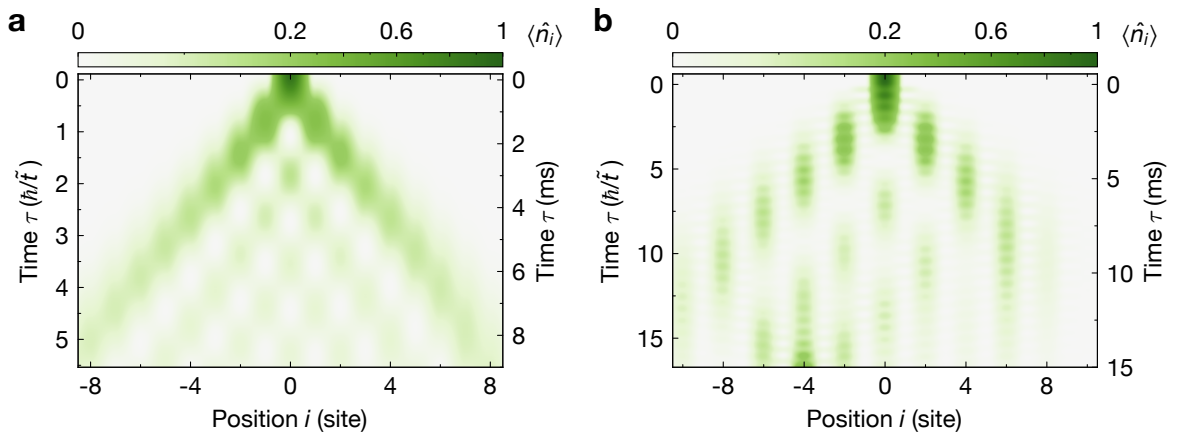 a
0 0.2 0.6 1 ⟨n̂ᵢ⟩
0
1
2
3
4
5
Time τ (ħ/t̃)
0
2
4
6
8
Time τ (ms)
-8 -4 0 4 8
Position i (site)
b
0 0.2 0.6 1 ⟨n̂ᵢ⟩
0
5
10
15
Time τ (ħ/t̃)
0
5
10
15
Time τ (ms)
-8 -4 0 4 8
Position i (site)